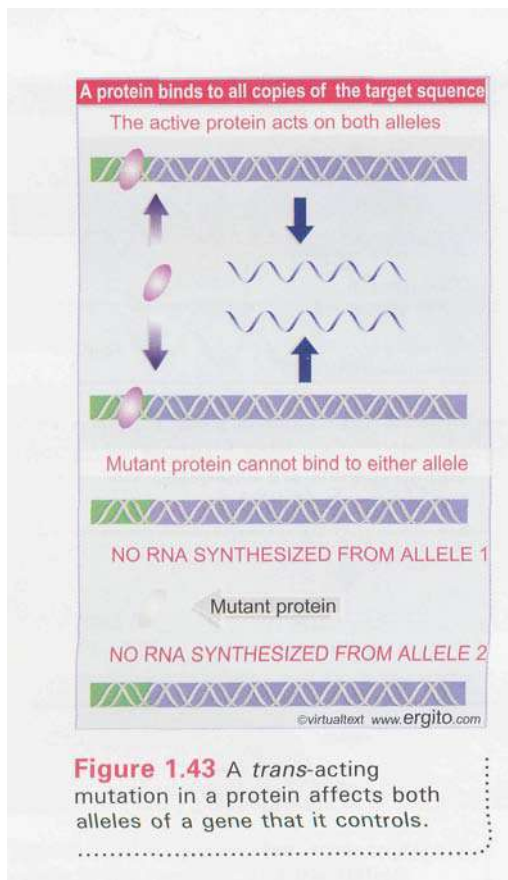 A protein binds to all copies of the target squence
The active protein acts on both alleles
Mutant protein cannot bind to either allele
NO RNA SYNTHESIZED FROM ALLELE 1
Mutant protein
NO RNA SYNTHESIZED FROM ALLELE 2
©virtualtext www.ergito.com
Figure 1.43 A trans-acting
mutation in a protein affects both
alleles of a gene that it controls.